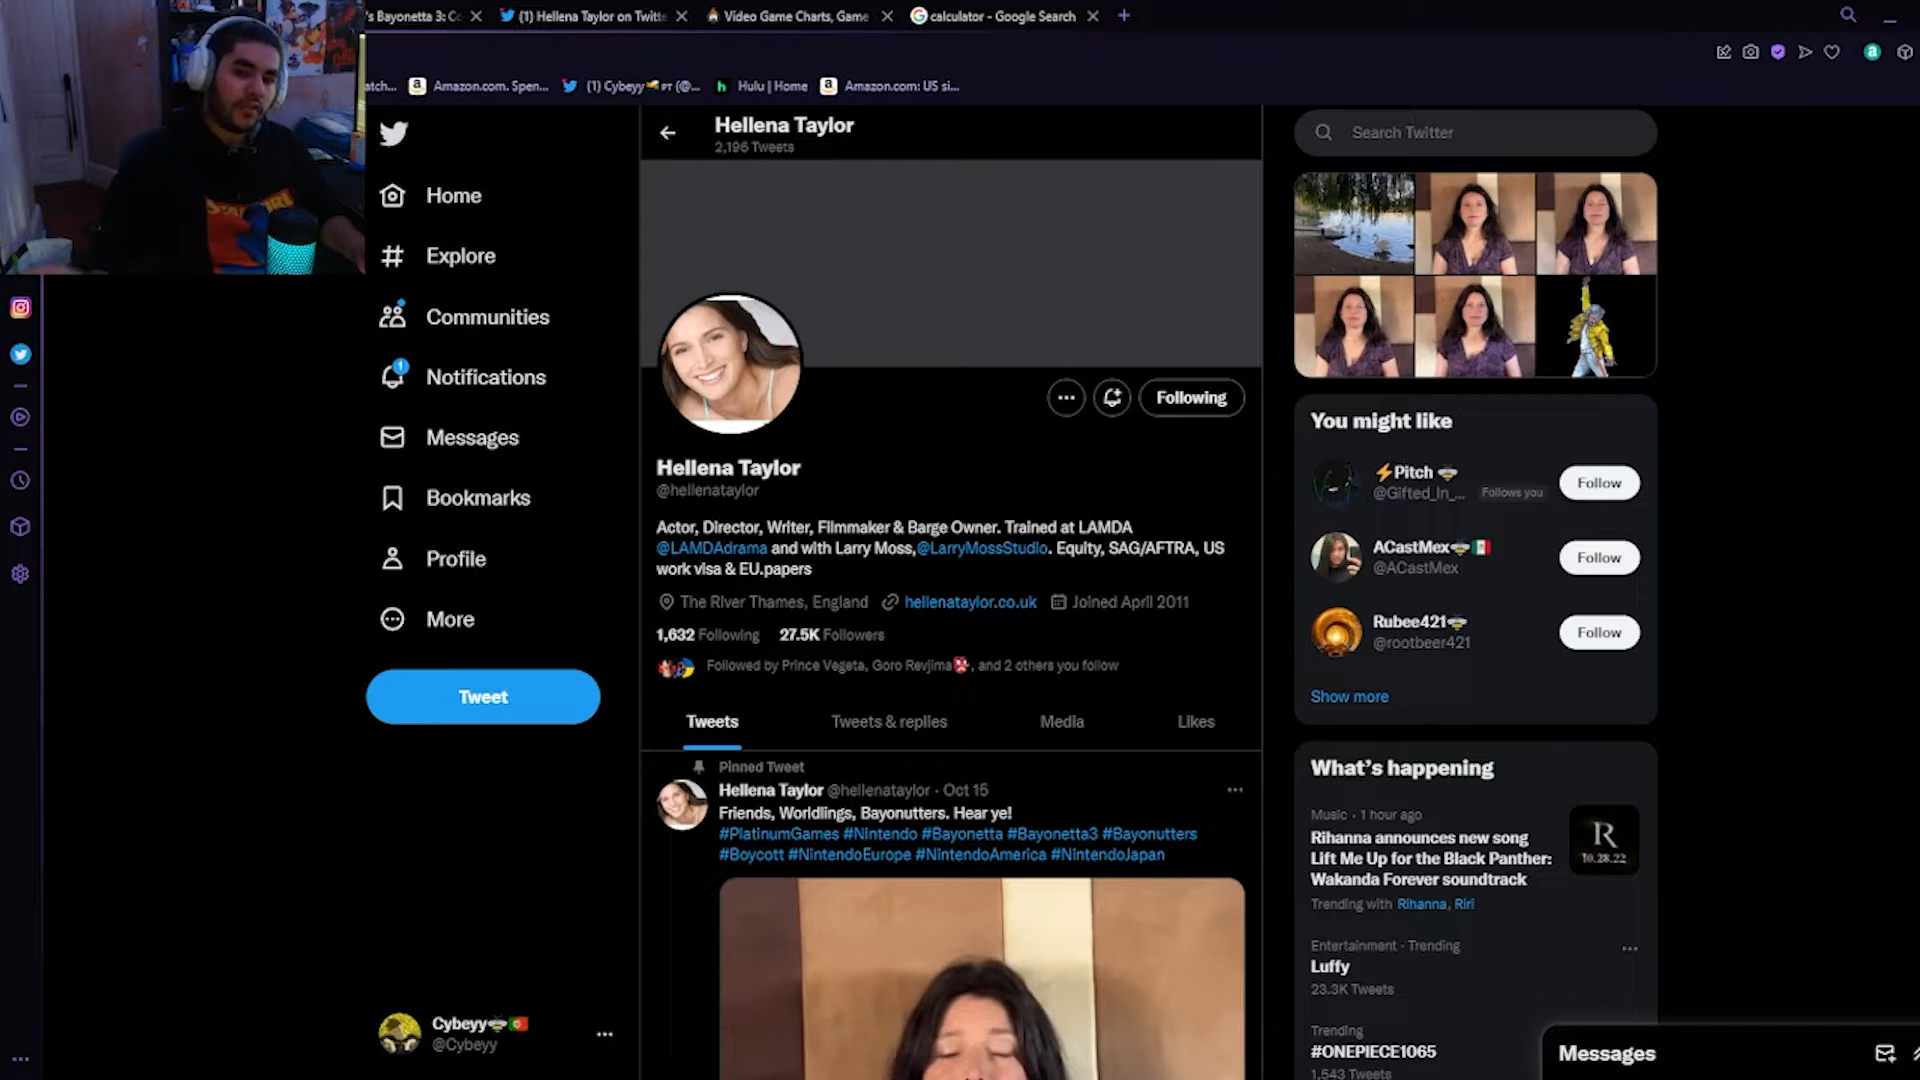 's Bayonetta 3: Co
(1) Hellena Taylor on Twitte
Video Game Charts, Game
calculator - Google Search
atch...
Amazon.com. Spen...
(1) Cybeyy PT (@...
Hulu | Home
Amazon.com: US si...
Home
Explore
Communities
Notifications
1
Messages
Bookmarks
Profile
More
Tweet
Cybeyy
@Cybeyy
Hellena Taylor
2,196 Tweets
Following
Hellena Taylor
@hellenataylor
Actor, Director, Writer, Filmmaker & Barge Owner. Trained at LAMDA
@LAMDAdrama and with Larry Moss,@LarryMossStudio. Equity, SAG/AFTRA, US
work visa & EU.papers
The River Thames, England hellenataylor.co.uk Joined April 2011
1,632 Following 27.5K Followers
Followed by Prince Vegeta, Goro Revjima, and 2 others you follow
Tweets Tweets & replies Media Likes
Pinned Tweet
Hellena Taylor @hellenataylor · Oct 15
Friends, Worldlings, Bayonutters. Hear ye!
#PlatinumGames #Nintendo #Bayonetta #Bayonetta3 #Bayonutters
#Boycott #NintendoEurope #NintendoAmerica #NintendoJapan
Search Twitter
You might like
Pitch
@Gifted_In_... Follows you
Follow
ACastMex
@ACastMex
Follow
Rubee421
@rootbeer421
Follow
Show more
What's happening
Music · 1 hour ago
Rihanna announces new song
Lift Me Up for the Black Panther:
Wakanda Forever soundtrack
R
10.28.22
Trending with Rihanna, Riri
Entertainment · Trending
Luffy
23.3K Tweets
Trending
#ONEPIECE1065
1,543 Tweets
Messages